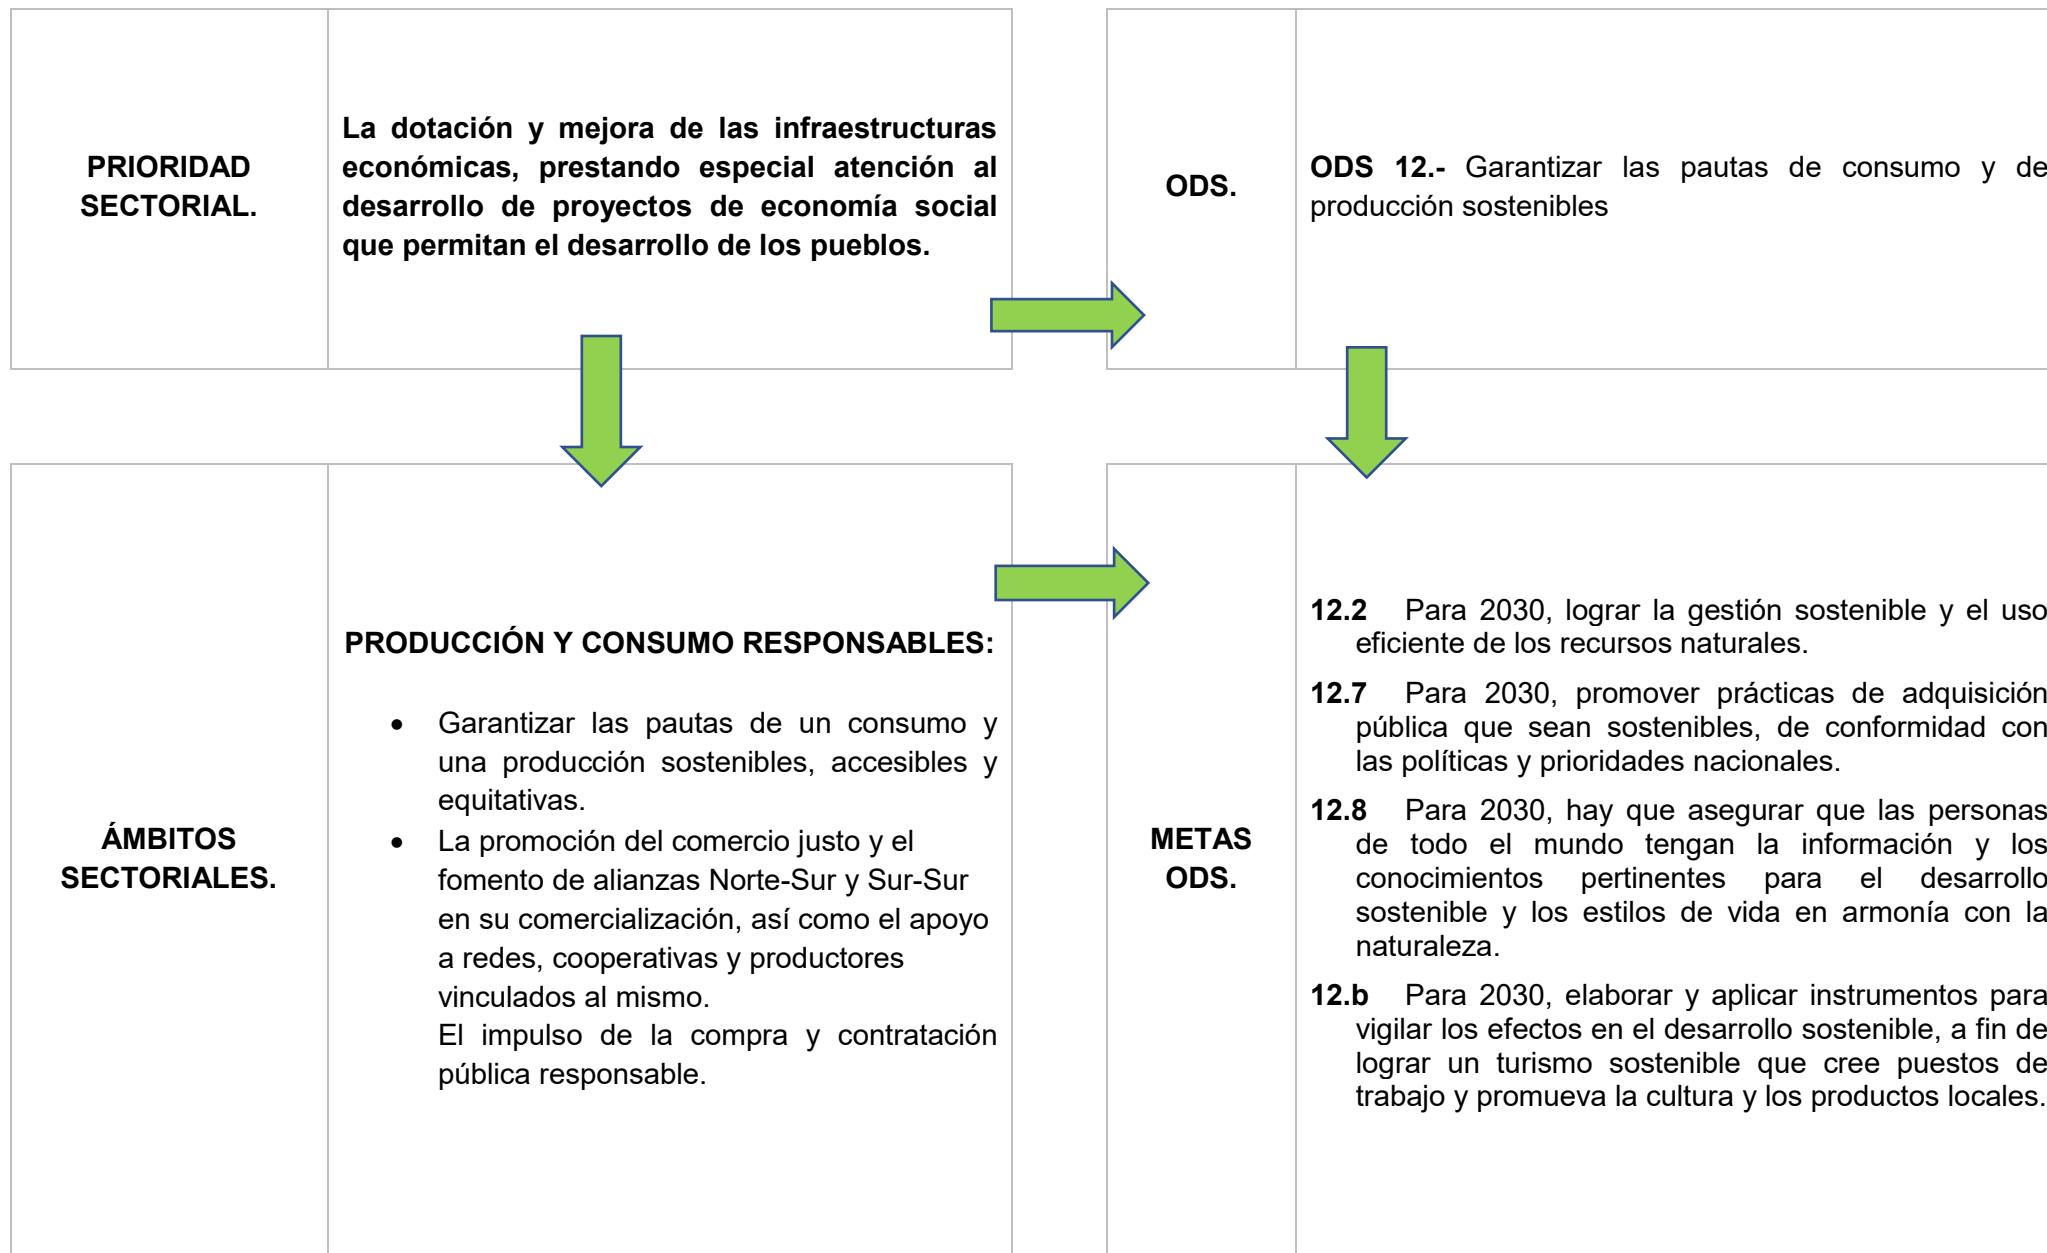 PRIORIDAD
SECTORIAL.
La dotación y mejora de las infraestructuras
económicas, prestando especial atención al
desarrollo de proyectos de economía social
que permitan el desarrollo de los pueblos.
ODS.
ODS 12.- Garantizar las pautas de consumo y de
producción sostenibles
ÁMBITOS
SECTORIALES.
PRODUCCIÓN Y CONSUMO RESPONSABLES:
• Garantizar las pautas de un consumo y
una producción sostenibles, accesibles y
equitativas.
• La promoción del comercio justo y el
fomento de alianzas Norte-Sur y Sur-Sur
en su comercialización, así como el apoyo
a redes, cooperativas y productores
vinculados al mismo.
El impulso de la compra y contratación
pública responsable.
METAS
ODS.
12.2 Para 2030, lograr la gestión sostenible y el uso
eficiente de los recursos naturales.
12.7 Para 2030, promover prácticas de adquisición
pública que sean sostenibles, de conformidad con
las políticas y prioridades nacionales.
12.8 Para 2030, hay que asegurar que las personas
de todo el mundo tengan la información y los
conocimientos pertinentes para el desarrollo
sostenible y los estilos de vida en armonía con la
naturaleza.
12.b Para 2030, elaborar y aplicar instrumentos para
vigilar los efectos en el desarrollo sostenible, a fin de
lograr un turismo sostenible que cree puestos de
trabajo y promueva la cultura y los productos locales.